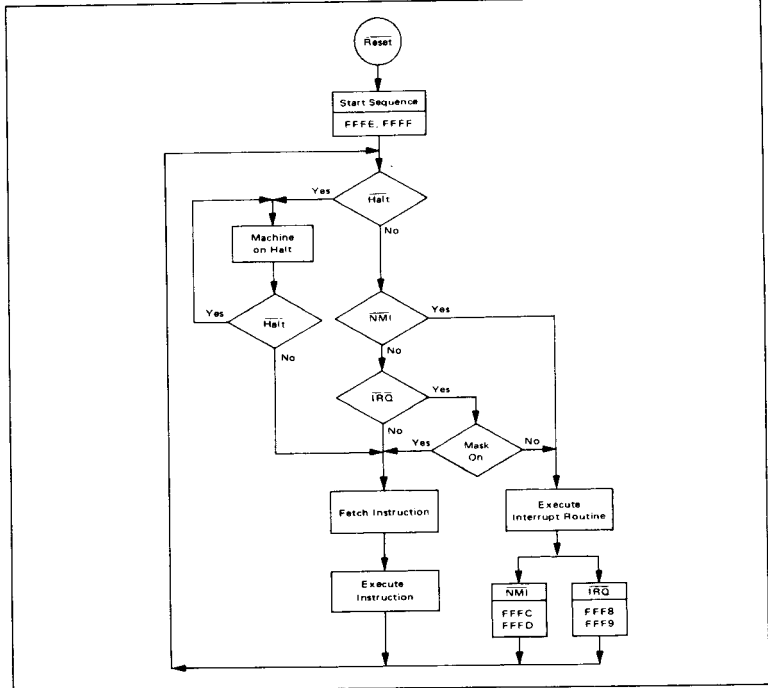 Reset
Start Sequence
FFFE, FFFF
Yes
Halt
No
Machine
on Halt
Yes
Halt
No
NMI
Yes
No
IRQ
Yes
No
Yes
Mask
On
No
Fetch Instruction
Execute
Interrupt Routine
Execute
Instruction
NMI
FFFC
FFFD
IRQ
FFF8
FFF9